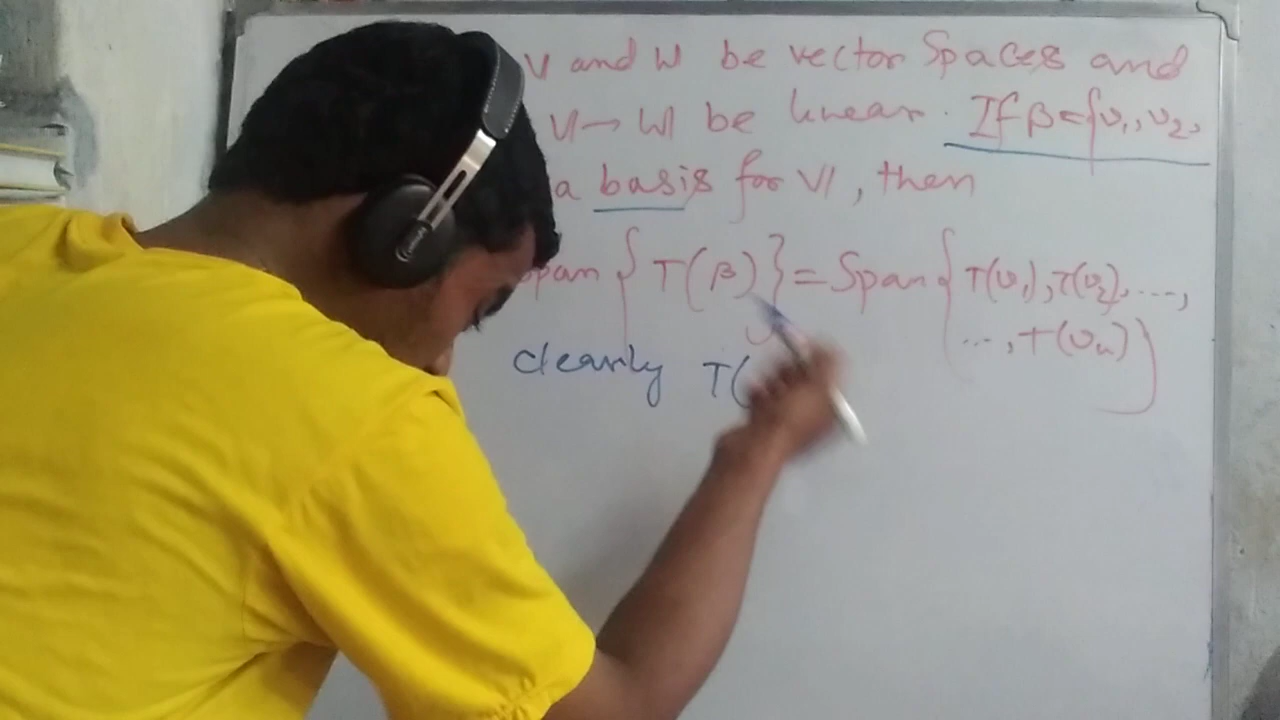 V and W be vector Spaces and
V → W be linear. If β = {v₁, v₂,
a basis for V, then
Span { T(β) } = Span { T(v₁), T(v₂), ...,
..., T(vₙ) }
clearly T(